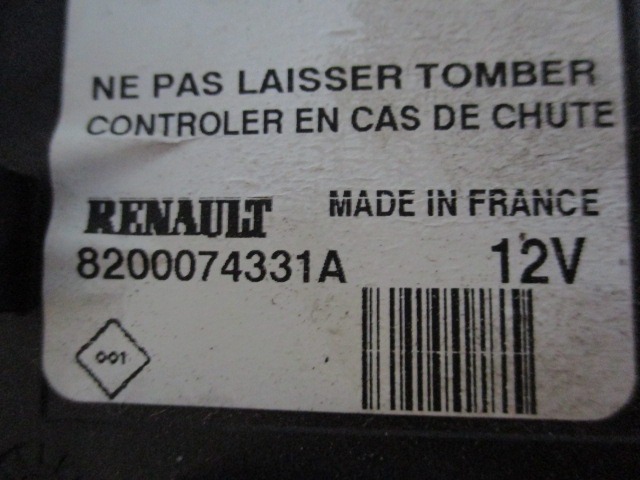 NE PAS LAISSER TOMBER
CONTROLER EN CAS DE CHUTE
RENAULT MADE IN FRANCE
8200074331A 12V
001